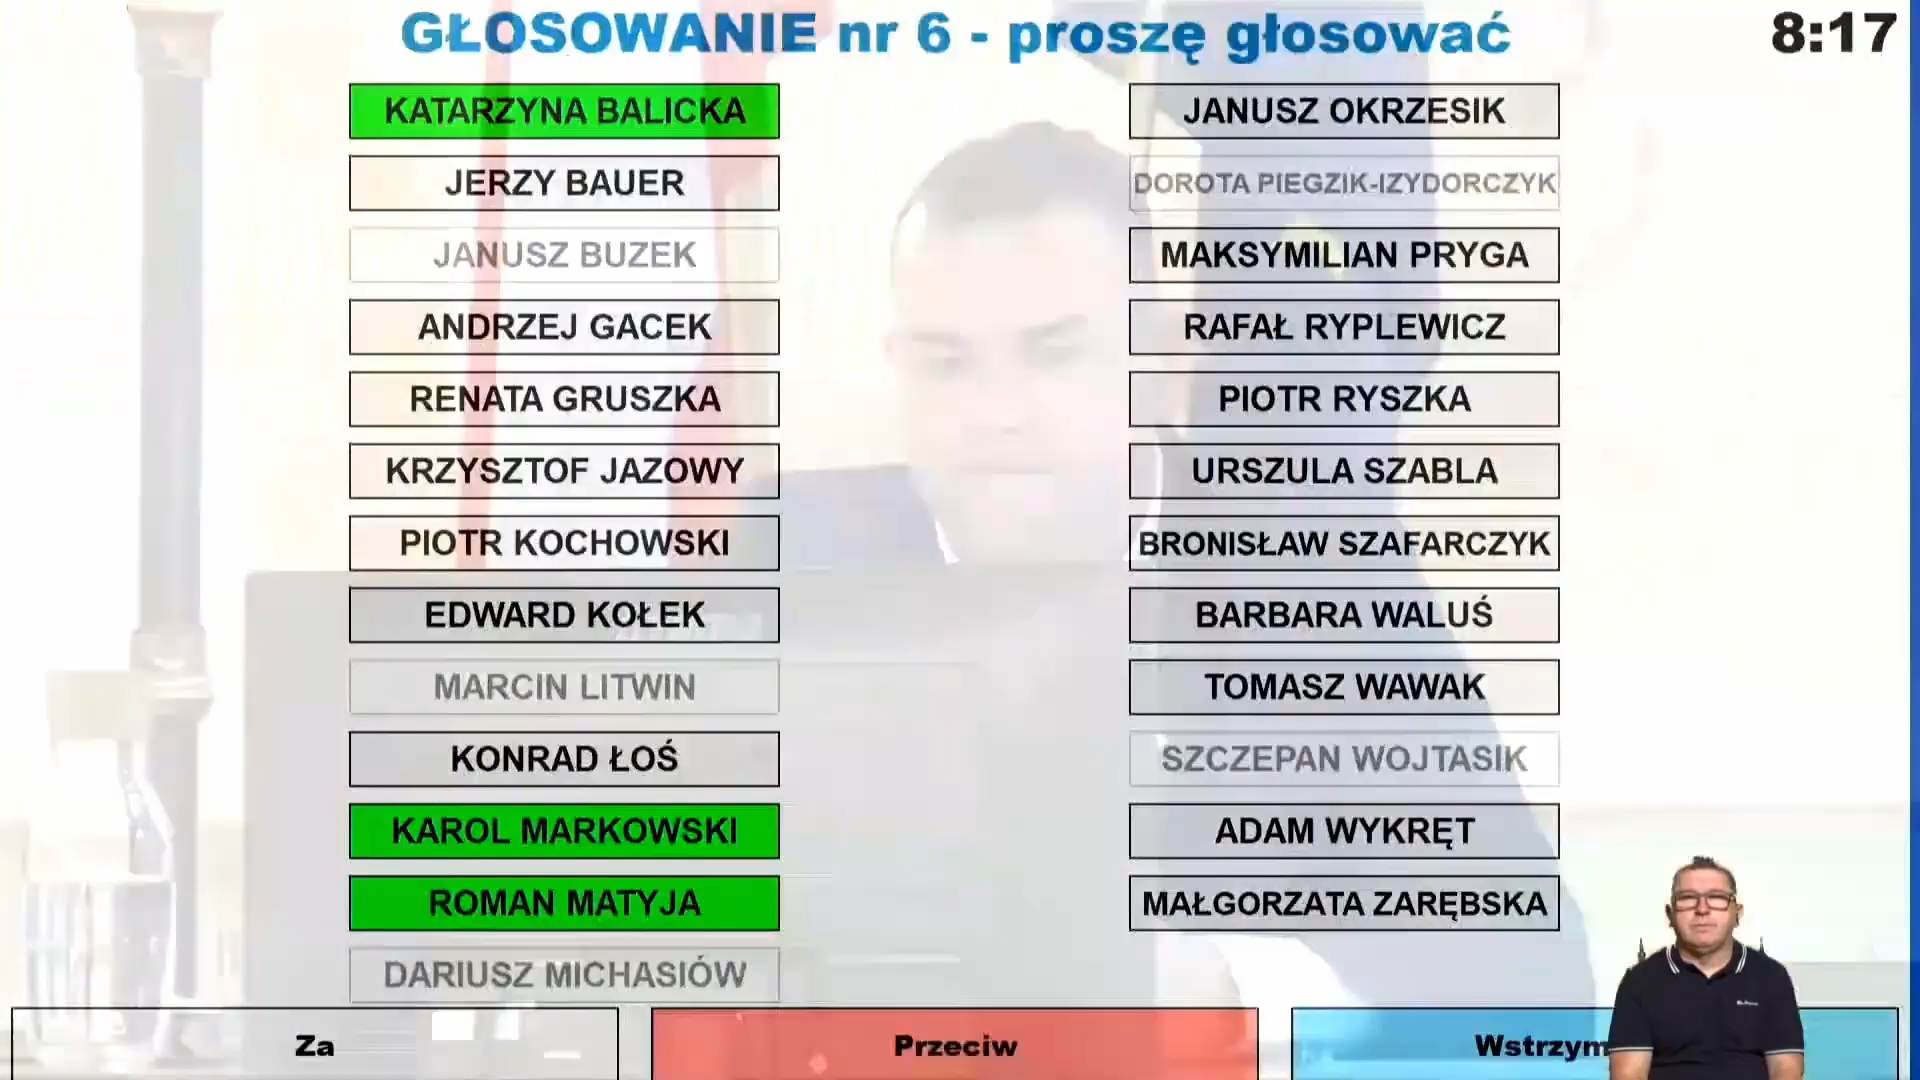 GŁOSOWANIE nr 6 - proszę głosować
8:17
KATARZYNA BALICKA
JERZY BAUER
JANUSZ BUZEK
ANDRZEJ GACEK
RENATA GRUSZKA
KRZYSZTOF JAZOWY
PIOTR KOCHOWSKI
EDWARD KOŁEK
MARCIN LITWIN
KONRAD ŁOŚ
KAROL MARKOWSKI
ROMAN MATYJA
DARIUSZ MICHASIÓW
JANUSZ OKRZESIK
DOROTA PIEGZIK-IZYDORCZYK
MAKSYMILIAN PRYGA
RAFAŁ RYPLEWICZ
PIOTR RYSZKA
URSZULA SZABLA
BRONISŁAW SZAFARCZYK
BARBARA WALUŚ
TOMASZ WAWAK
SZCZEPAN WOJTASIK
ADAM WYKRĘT
MAŁGORZATA ZARĘBSKA
Za
Przeciw
Wstrzym